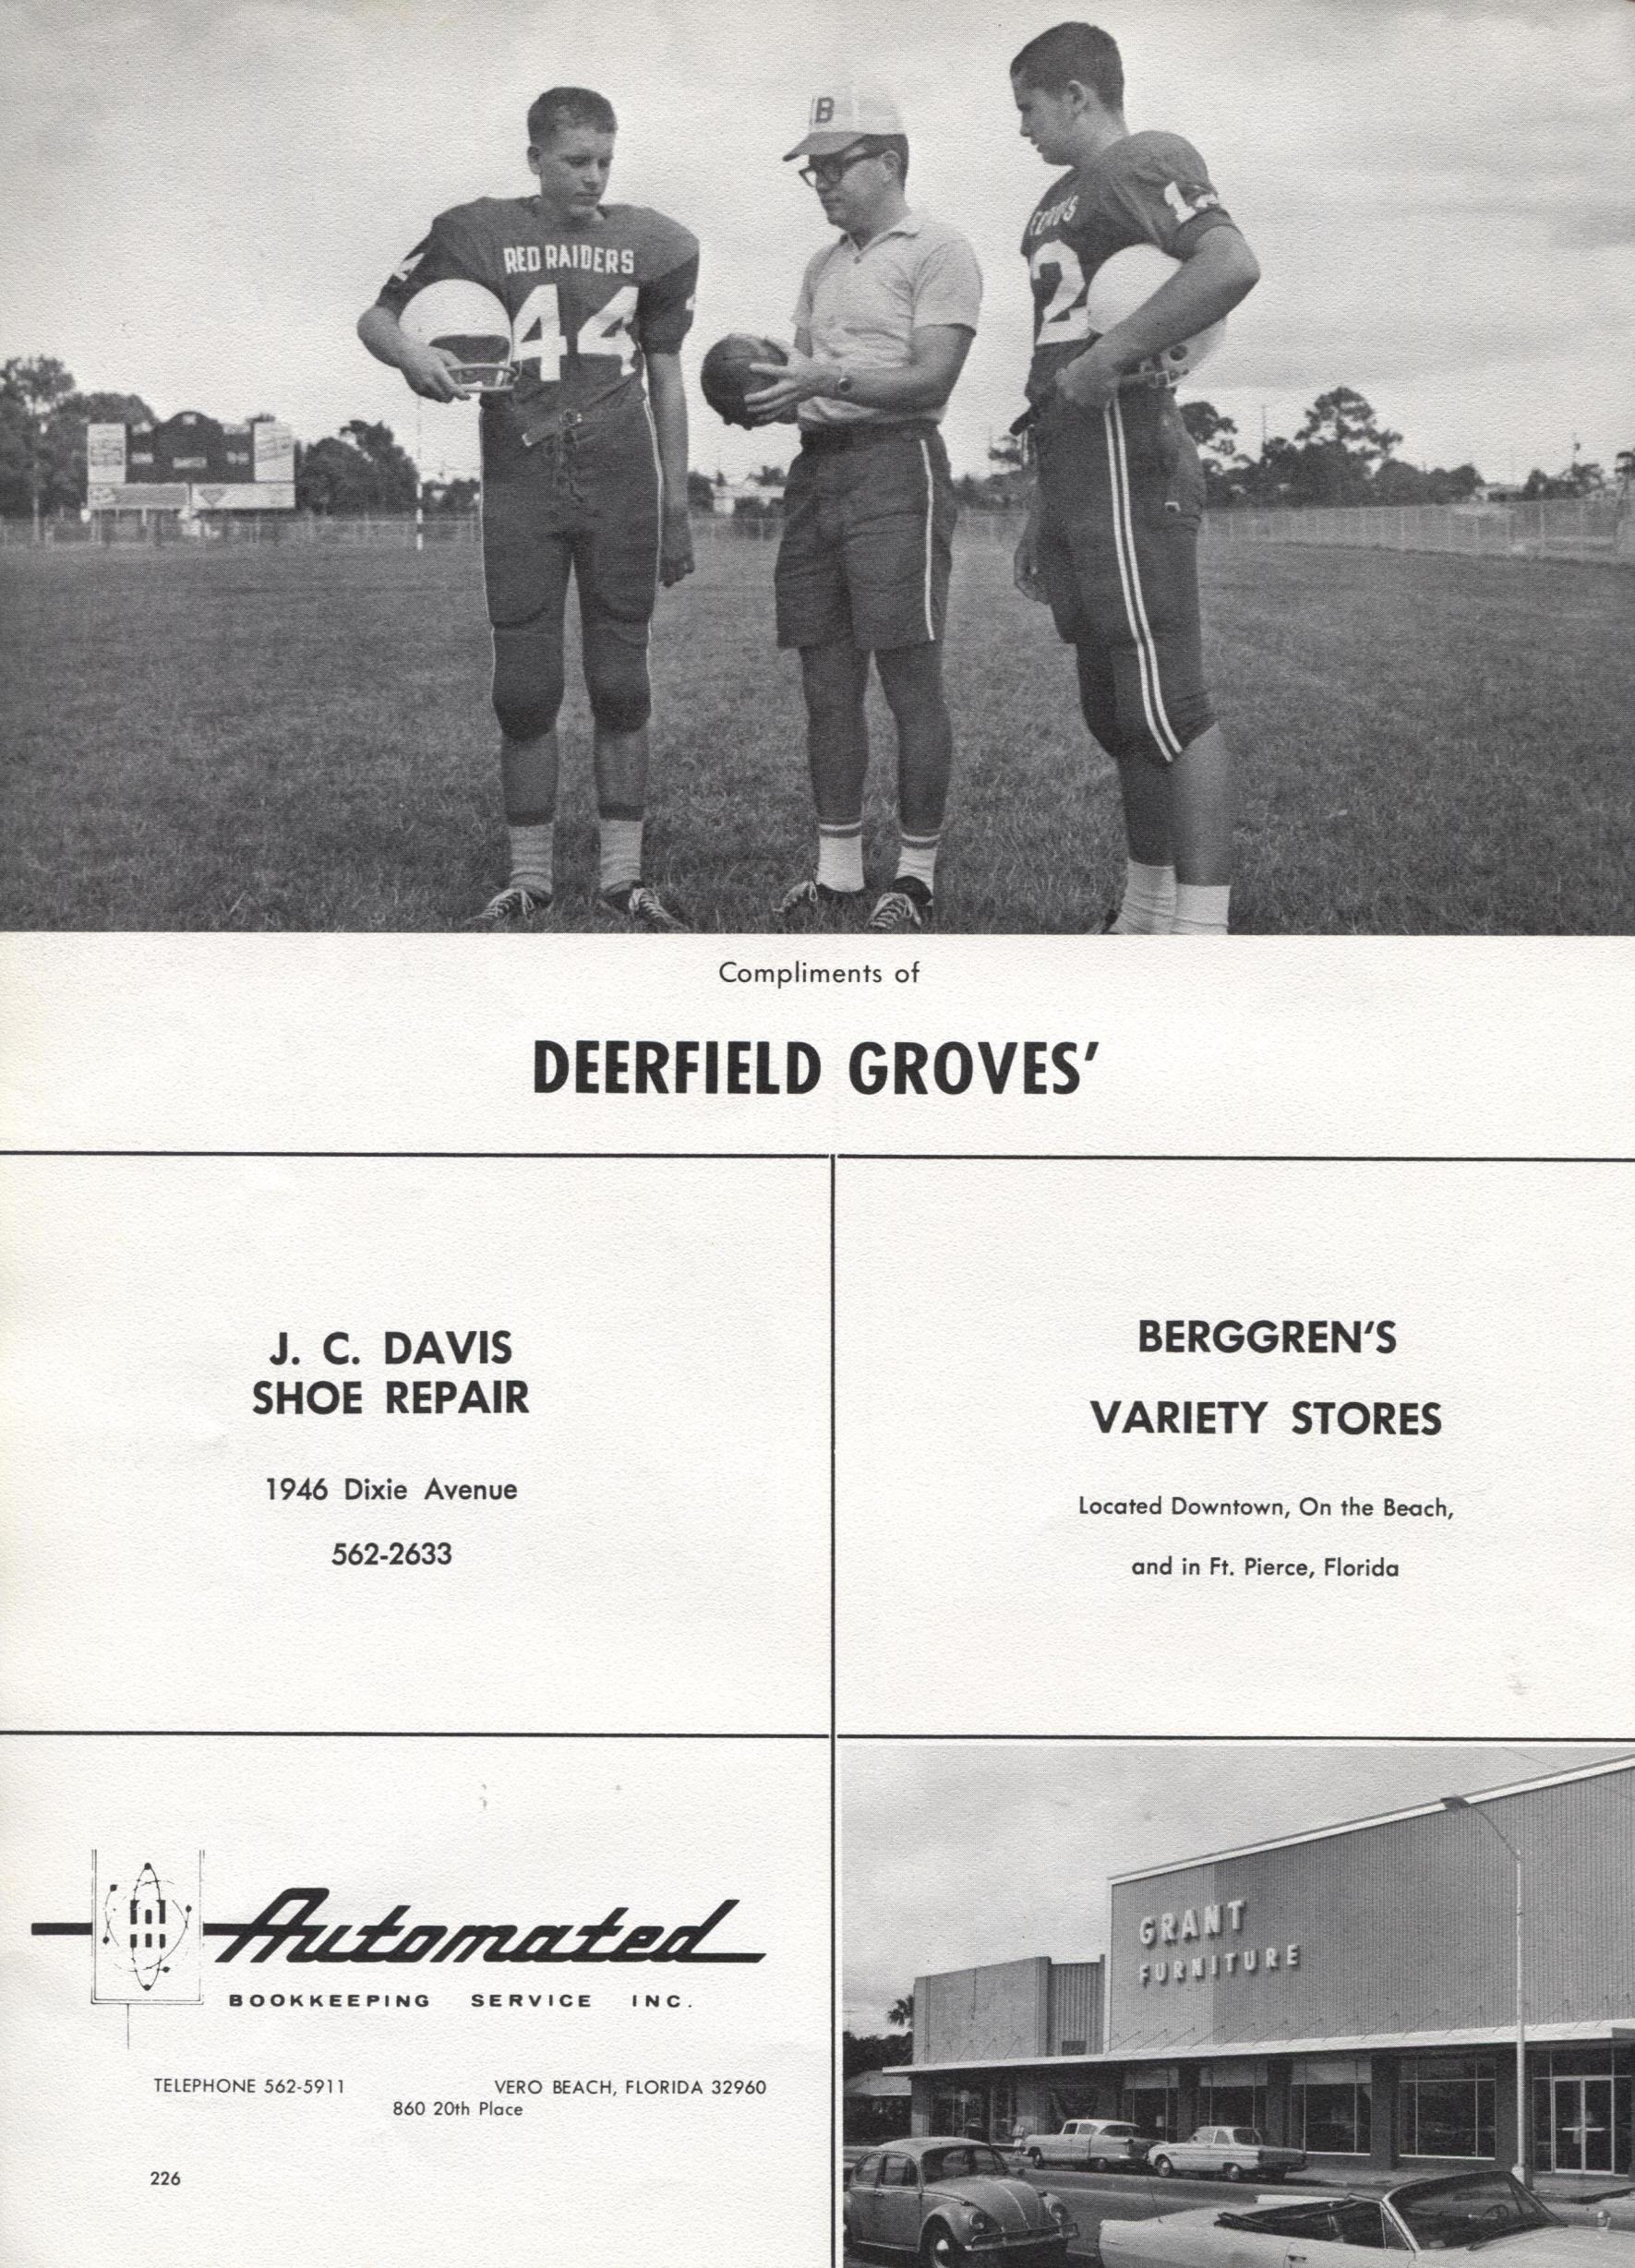 B
RED RAIDERS
44
12
Compliments of
DEERFIELD GROVES'
J. C. DAVIS
SHOE REPAIR
1946 Dixie Avenue
562-2633
BERGGREN'S
VARIETY STORES
Located Downtown, On the Beach,
and in Ft. Pierce, Florida
Automated
BOOKKEEPING SERVICE INC.
TELEPHONE 562-5911 VERO BEACH, FLORIDA 32960
860 20th Place
226
GRANT
FURNITURE